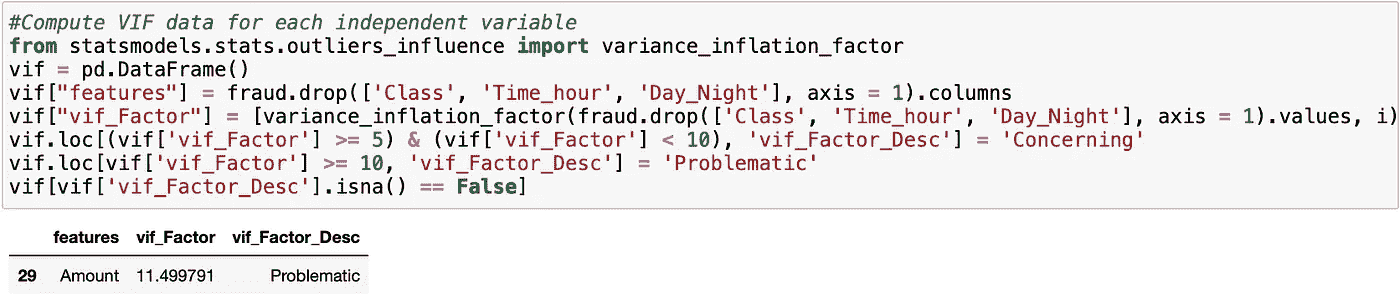 #Compute VIF data for each independent variable
from statsmodels.stats.outliers_influence import variance_inflation_factor
vif = pd.DataFrame()
vif["features"] = fraud.drop(['Class', 'Time_hour', 'Day_Night'], axis = 1).columns
vif["vif_Factor"] = [variance_inflation_factor(fraud.drop(['Class', 'Time_hour', 'Day_Night'], axis = 1).values, i)
vif.loc[(vif['vif_Factor'] >= 5) & (vif['vif_Factor'] < 10), 'vif_Factor_Desc'] = 'Concerning'
vif.loc[vif['vif_Factor'] >= 10, 'vif_Factor_Desc'] = 'Problematic'
vif[vif['vif_Factor_Desc'].isna() == False]
features vif_Factor vif_Factor_Desc
29 Amount 11.499791 Problematic